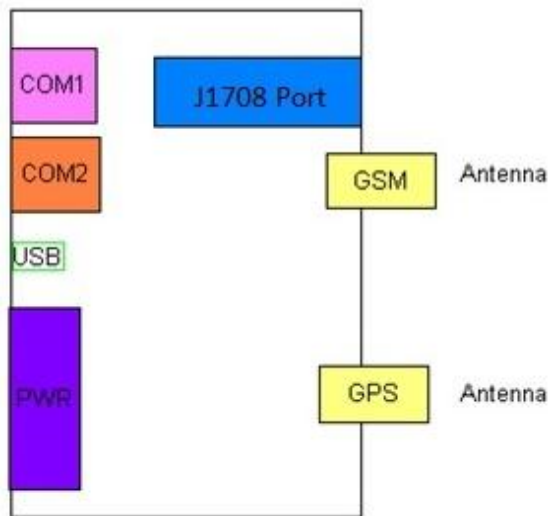 COM1
J1708 Port
COM2
GSM
Antenna
USB
PWR
GPS
Antenna